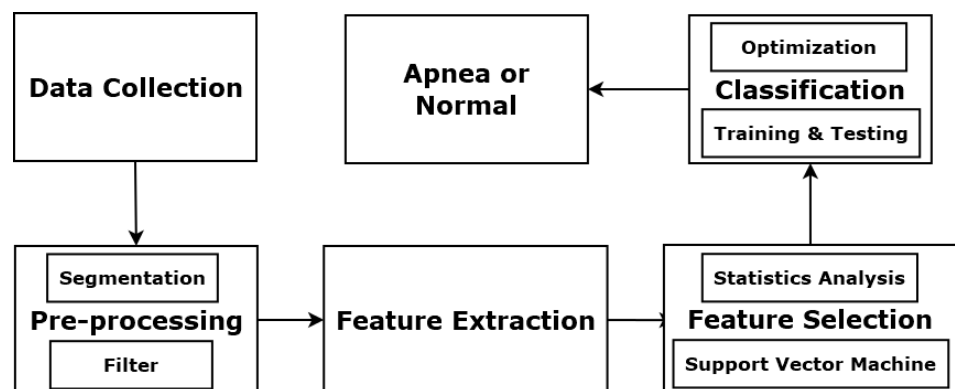 Data Collection
Apnea or
Normal
Optimization
Classification
Training & Testing
Segmentation
Pre-processing
Filter
Feature Extraction
Statistics Analysis
Feature Selection
Support Vector Machine